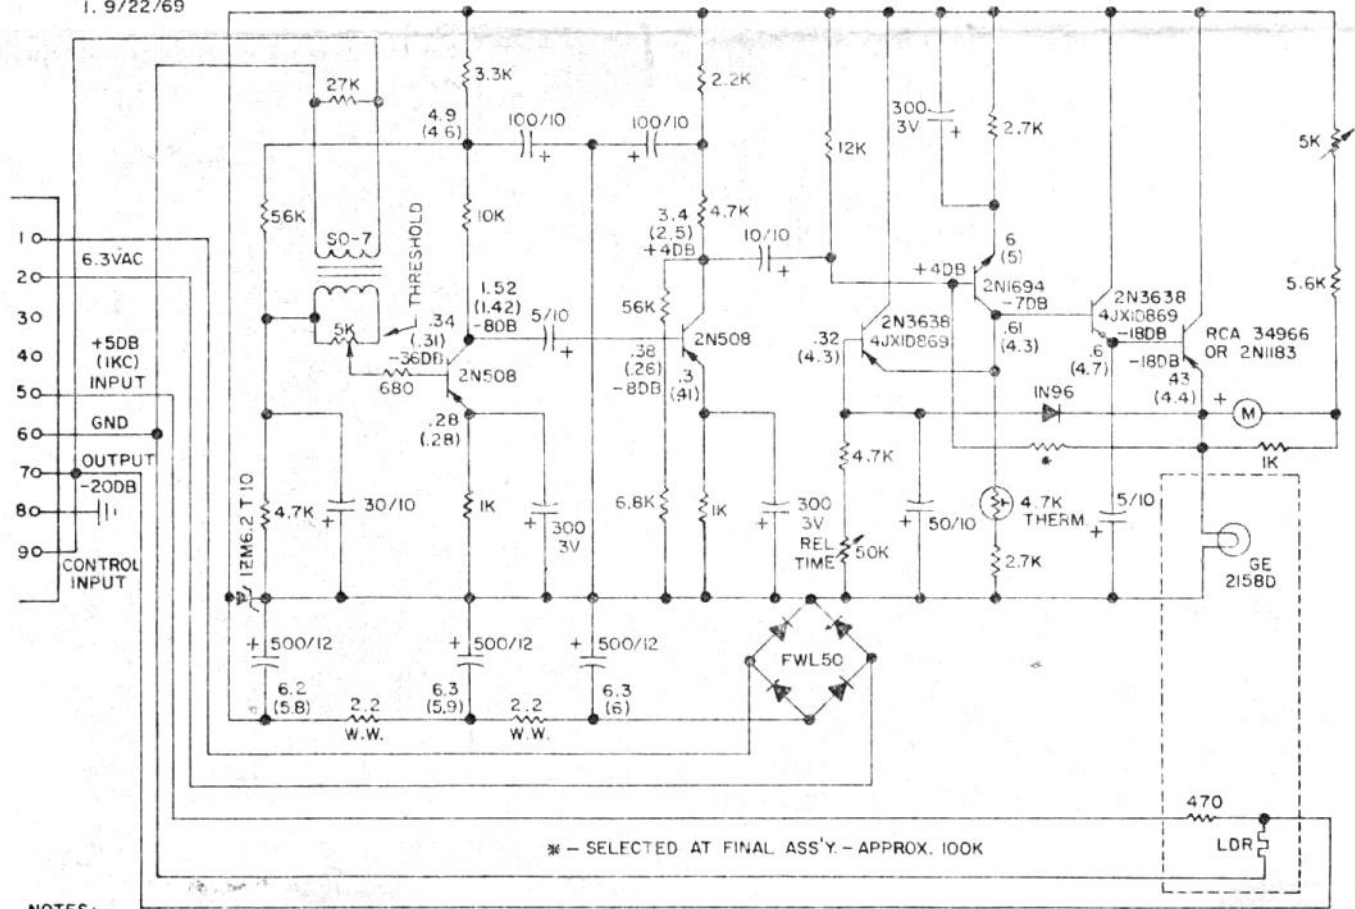 1. 9/22/69
27K
3.3K
2.2K
4.9
(4.6)
100/10
+
100/10
+
300
3V
+
2.7K
12K
5K
56K
SO-7
10K
THRESHOLD
3.4
(2.5)
+4DB
4.7K
10/10
+
6
(5)
+4DB
2N1694
-7DB
5.6K
1
6.3VAC
2
3
+5DB
(1KC)
4
INPUT
5
GND
6
OUTPUT
7
-20DB
8
9
CONTROL
INPUT
5K
.34
(.31)
-36DB
680
2N508
1.52
(1.42)
-8DB
5/10
+
56K
.38
(.26)
-8DB
2N508
.3
(.41)
.32
(4.3)
2N3638
4JX1D869
.61
(4.3)
2N3638
4JX1D869
-18DB
.6
(4.7)
-18DB
RCA 34966
OR 2N1183
.43
(4.4)
.28
(.28)
1N96
+
M
*
1K
1ZM6.2 T 10
4.7K
30/10
+
1K
300
3V
+
6.8K
1K
300
3V
+
REL
TIME
4.7K
50K
50/10
+
4.7K
THERM.
2.7K
5/10
+
GE
2158D
+ 500/12
+ 500/12
+ 500/12
FWL50
6.2
(5.8)
2.2
W.W.
6.3
(5.9)
2.2
W.W.
6.3
(6)
470
LDR
* - SELECTED AT FINAL ASS'Y. - APPROX. 100K
NOTES: